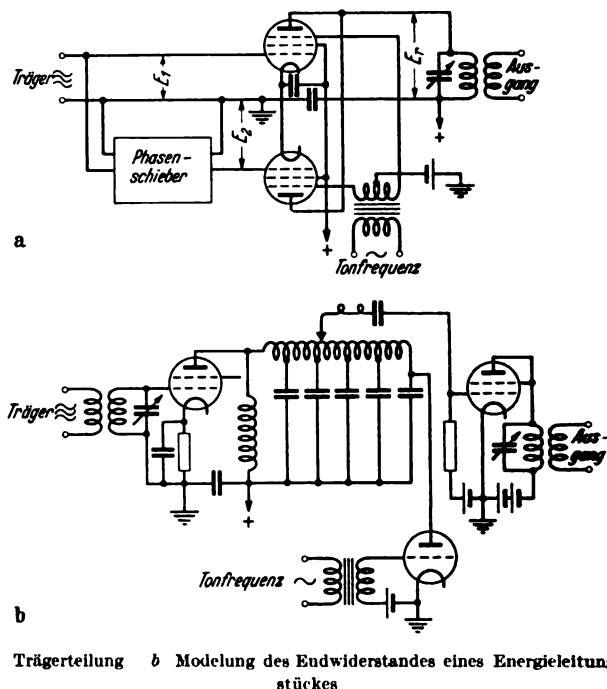 Träger
E₁
E₂
Eᵣ
Aus-
gang
Phasen-
schieber
+
+
Tonfrequenz
a
Träger
Aus-
gang
+
Tonfrequenz
b
Trägerteilung b Modelung des Endwiderstandes eines Energieleitung
stückes